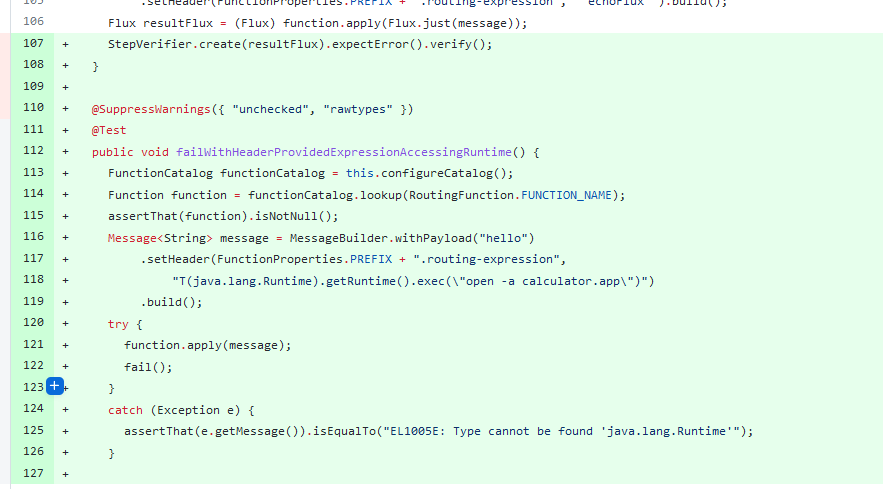 105 .setHeader(FunctionProperties.PREFIX + ".routing-expression", "'echoFlux'").build();
106 Flux resultFlux = (Flux) function.apply(Flux.just(message));
107 + StepVerifier.create(resultFlux).expectError().verify();
108 + }
109 +
110 + @SuppressWarnings({ "unchecked", "rawtypes" })
111 + @Test
112 + public void failWithHeaderProvidedExpressionAccessingRuntime() {
113 + FunctionCatalog functionCatalog = this.configureCatalog();
114 + Function function = functionCatalog.lookup(RoutingFunction.FUNCTION_NAME);
115 + assertThat(function).isNotNull();
116 + Message<String> message = MessageBuilder.withPayload("hello")
117 + .setHeader(FunctionProperties.PREFIX + ".routing-expression",
118 + "T(java.lang.Runtime).getRuntime().exec(\"open -a calculator.app\")")
119 + .build();
120 + try {
121 + function.apply(message);
122 + fail();
123 + }
124 + catch (Exception e) {
125 + assertThat(e.getMessage()).isEqualTo("EL1005E: Type cannot be found 'java.lang.Runtime'");
126 + }
127 +